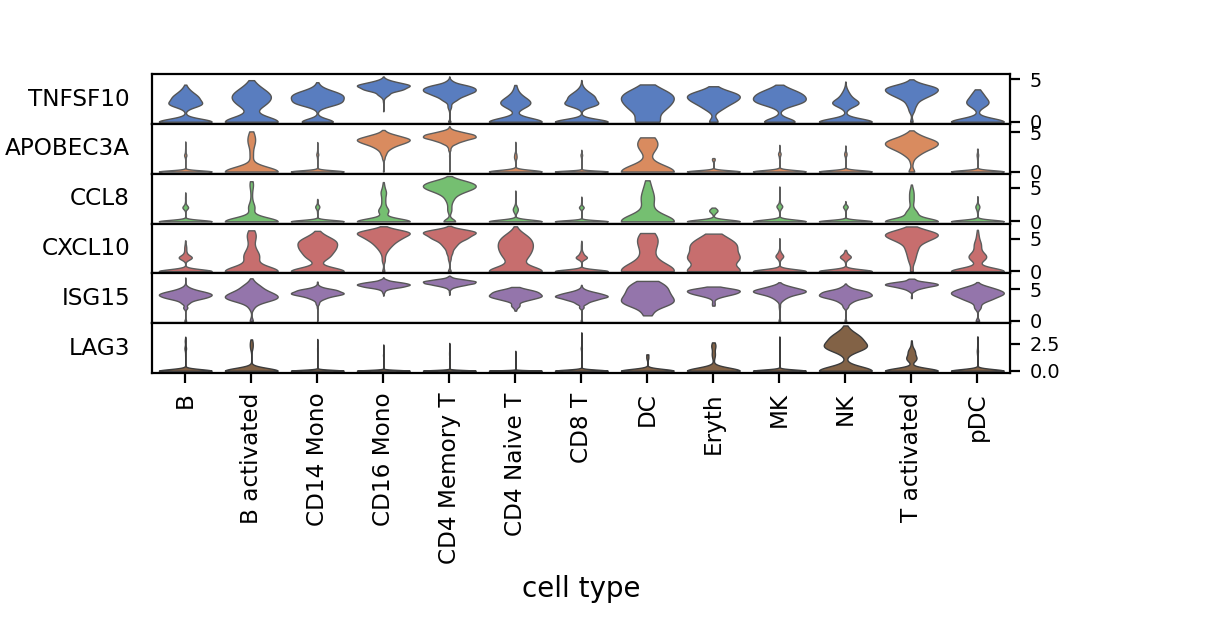 TNFSF10
5
0
APOBEC3A
5
0
CCL8
5
0
CXCL10
5
0
ISG15
5
0
LAG3
2.5
0.0
B
B activated
CD14 Mono
CD16 Mono
CD4 Memory T
CD4 Naive T
CD8 T
DC
Eryth
MK
NK
T activated
pDC
cell type